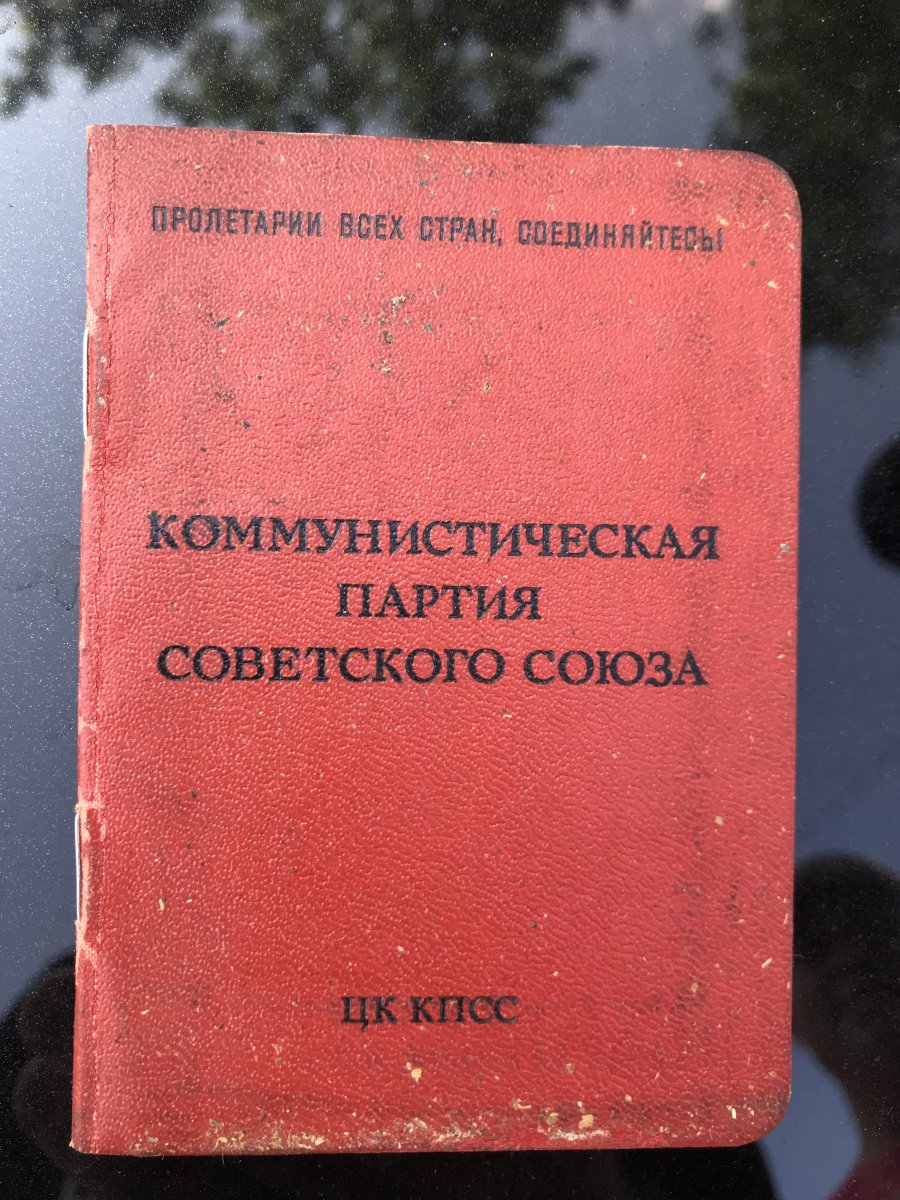 ПРОЛЕТАРИИ ВСЕХ СТРАН, СОЕДИНЯЙТЕСЬ!
КОММУНИСТИЧЕСКАЯ
ПАРТИЯ
СОВЕТСКОГО СОЮЗА
ЦК КПСС